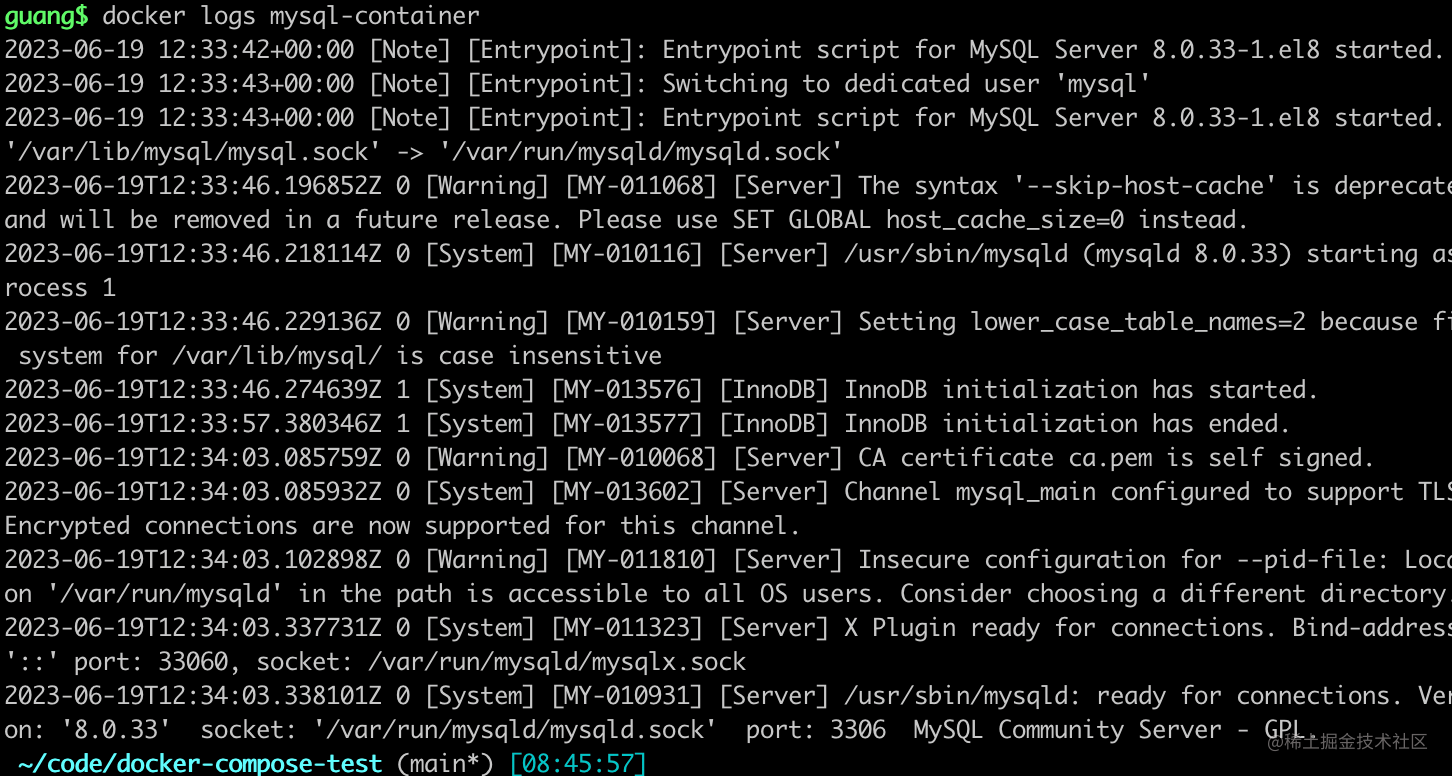 guang$ docker logs mysql-container
2023-06-19 12:33:42+00:00 [Note] [Entrypoint]: Entrypoint script for MySQL Server 8.0.33-1.el8 started.
2023-06-19 12:33:43+00:00 [Note] [Entrypoint]: Switching to dedicated user 'mysql'
2023-06-19 12:33:43+00:00 [Note] [Entrypoint]: Entrypoint script for MySQL Server 8.0.33-1.el8 started.
'/var/lib/mysql/mysql.sock' -> '/var/run/mysqld/mysqld.sock'
2023-06-19T12:33:46.196852Z 0 [Warning] [MY-011068] [Server] The syntax '--skip-host-cache' is deprecate
and will be removed in a future release. Please use SET GLOBAL host_cache_size=0 instead.
2023-06-19T12:33:46.218114Z 0 [System] [MY-010116] [Server] /usr/sbin/mysqld (mysqld 8.0.33) starting as
rocess 1
2023-06-19T12:33:46.229136Z 0 [Warning] [MY-010159] [Server] Setting lower_case_table_names=2 because fi
system for /var/lib/mysql/ is case insensitive
2023-06-19T12:33:46.274639Z 1 [System] [MY-013576] [InnoDB] InnoDB initialization has started.
2023-06-19T12:33:57.380346Z 1 [System] [MY-013577] [InnoDB] InnoDB initialization has ended.
2023-06-19T12:34:03.085759Z 0 [Warning] [MY-010068] [Server] CA certificate ca.pem is self signed.
2023-06-19T12:34:03.085932Z 0 [System] [MY-013602] [Server] Channel mysql_main configured to support TLS
Encrypted connections are now supported for this channel.
2023-06-19T12:34:03.102898Z 0 [Warning] [MY-011810] [Server] Insecure configuration for --pid-file: Loca
on '/var/run/mysqld' in the path is accessible to all OS users. Consider choosing a different directory.
2023-06-19T12:34:03.337731Z 0 [System] [MY-011323] [Server] X Plugin ready for connections. Bind-address
'::' port: 33060, socket: /var/run/mysqld/mysqlx.sock
2023-06-19T12:34:03.338101Z 0 [System] [MY-010931] [Server] /usr/sbin/mysqld: ready for connections. Ver
on: '8.0.33'  socket: '/var/run/mysqld/mysqld.sock'  port: 3306  MySQL Community Server - GPL.
@稀土掘金技术社区
~/code/docker-compose-test (main*) [08:45:57]